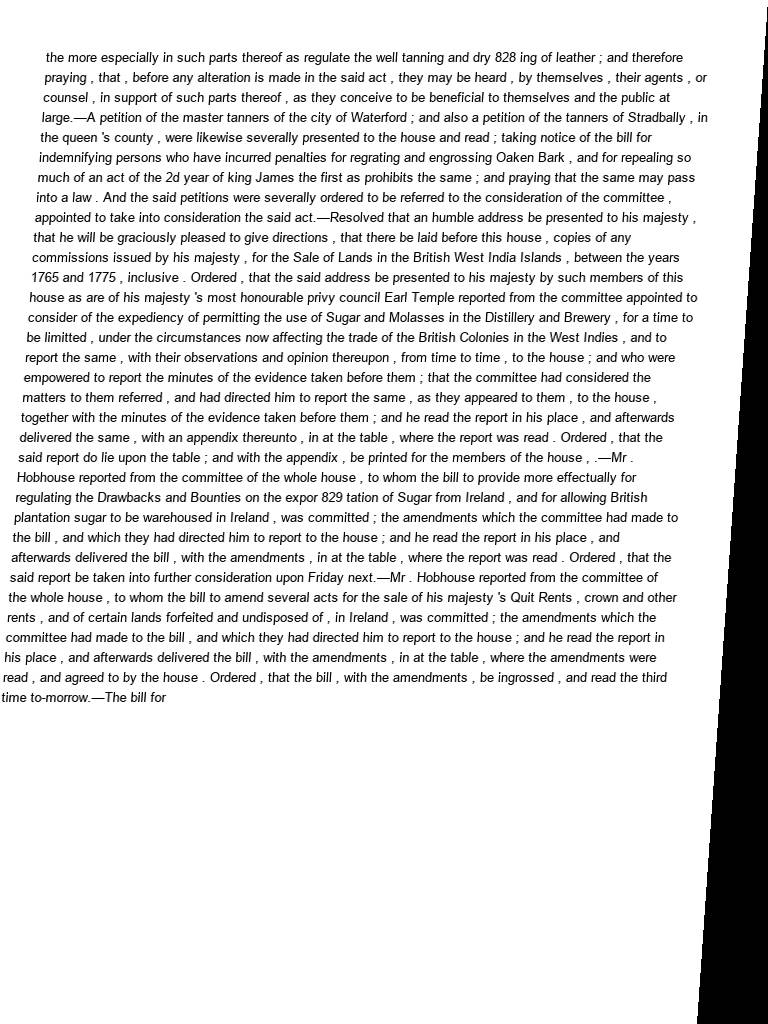 the more especially in such parts thereof as regulate the well tanning and dry 828 ing of leather ; and therefore
praying , that , before any alteration is made in the said act , they may be heard , by themselves , their agents , or
counsel , in support of such parts thereof , as they conceive to be beneficial to themselves and the public at
large.—A petition of the master tanners of the city of Waterford ; and also a petition of the tanners of Stradbally , in
the queen 's county , were likewise severally presented to the house and read ; taking notice of the bill for
indemnifying persons who have incurred penalties for regrating and engrossing Oaken Bark , and for repealing so
much of an act of the 2d year of king James the first as prohibits the same ; and praying that the same may pass
into a law . And the said petitions were severally ordered to be referred to the consideration of the committee ,
appointed to take into consideration the said act.—Resolved that an humble address be presented to his majesty ,
that he will be graciously pleased to give directions , that there be laid before this house , copies of any
commissions issued by his majesty , for the Sale of Lands in the British West India Islands , between the years
1765 and 1775 , inclusive . Ordered , that the said address be presented to his majesty by such members of this
house as are of his majesty 's most honourable privy council Earl Temple reported from the committee appointed to
consider of the expediency of permitting the use of Sugar and Molasses in the Distillery and Brewery , for a time to
be limitted , under the circumstances now affecting the trade of the British Colonies in the West Indies , and to
report the same , with their observations and opinion thereupon , from time to time , to the house ; and who were
empowered to report the minutes of the evidence taken before them ; that the committee had considered the
matters to them referred , and had directed him to report the same , as they appeared to them , to the house ,
together with the minutes of the evidence taken before them ; and he read the report in his place , and afterwards
delivered the same , with an appendix thereunto , in at the table , where the report was read . Ordered , that the
said report do lie upon the table ; and with the appendix , be printed for the members of the house , .—Mr .
Hobhouse reported from the committee of the whole house , to whom the bill to provide more effectually for
regulating the Drawbacks and Bounties on the expor 829 tation of Sugar from Ireland , and for allowing British
plantation sugar to be warehoused in Ireland , was committed ; the amendments which the committee had made to
the bill , and which they had directed him to report to the house ; and he read the report in his place , and
afterwards delivered the bill , with the amendments , in at the table , where the report was read . Ordered , that the
said report be taken into further consideration upon Friday next.—Mr . Hobhouse reported from the committee of
the whole house , to whom the bill to amend several acts for the sale of his majesty 's Quit Rents , crown and other
rents , and of certain lands forfeited and undisposed of , in Ireland , was committed ; the amendments which the
committee had made to the bill , and which they had directed him to report to the house ; and he read the report in
his place , and afterwards delivered the bill , with the amendments , in at the table , where the amendments were
read , and agreed to by the house . Ordered , that the bill , with the amendments , be ingrossed , and read the third
time to-morrow.—The bill for